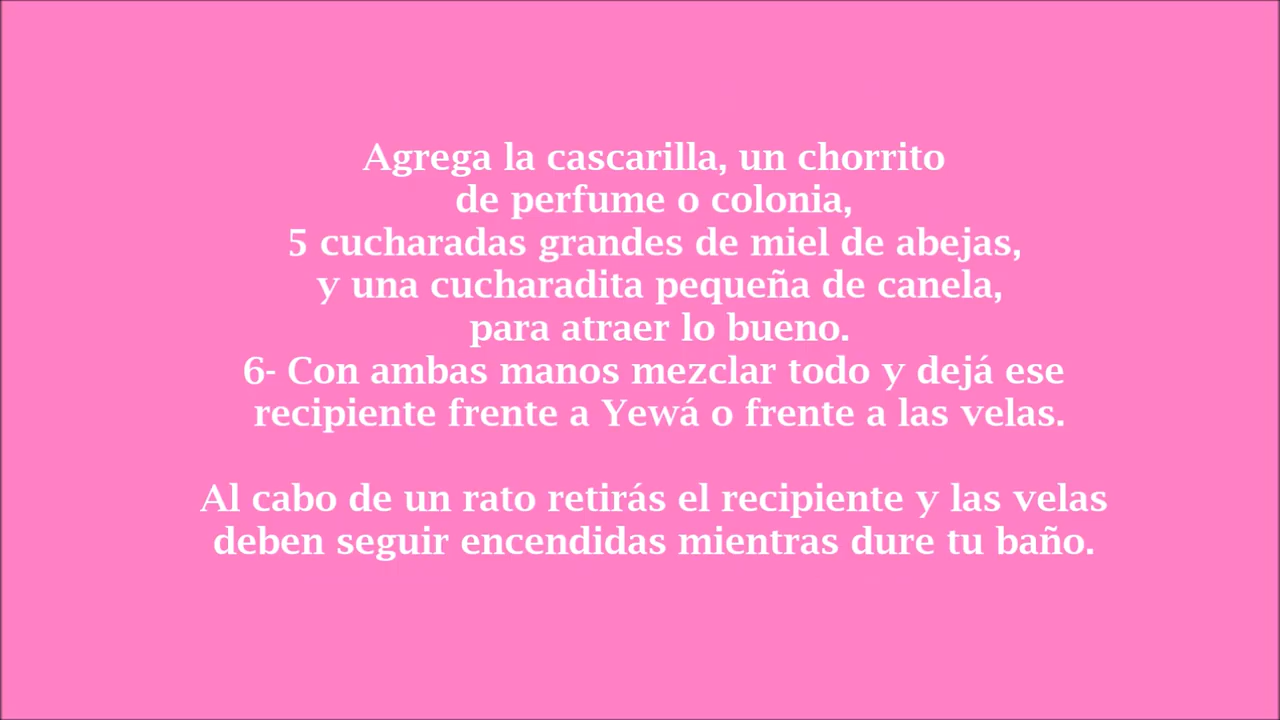 Agrega la cascarilla, un chorrito
de perfume o colonia,
5 cucharadas grandes de miel de abejas,
y una cucharadita pequeña de canela,
para atraer lo bueno.
6- Con ambas manos mezclar todo y dejá ese
recipiente frente a Yewá o frente a las velas.
Al cabo de un rato retirás el recipiente y las velas
deben seguir encendidas mientras dure tu baño.